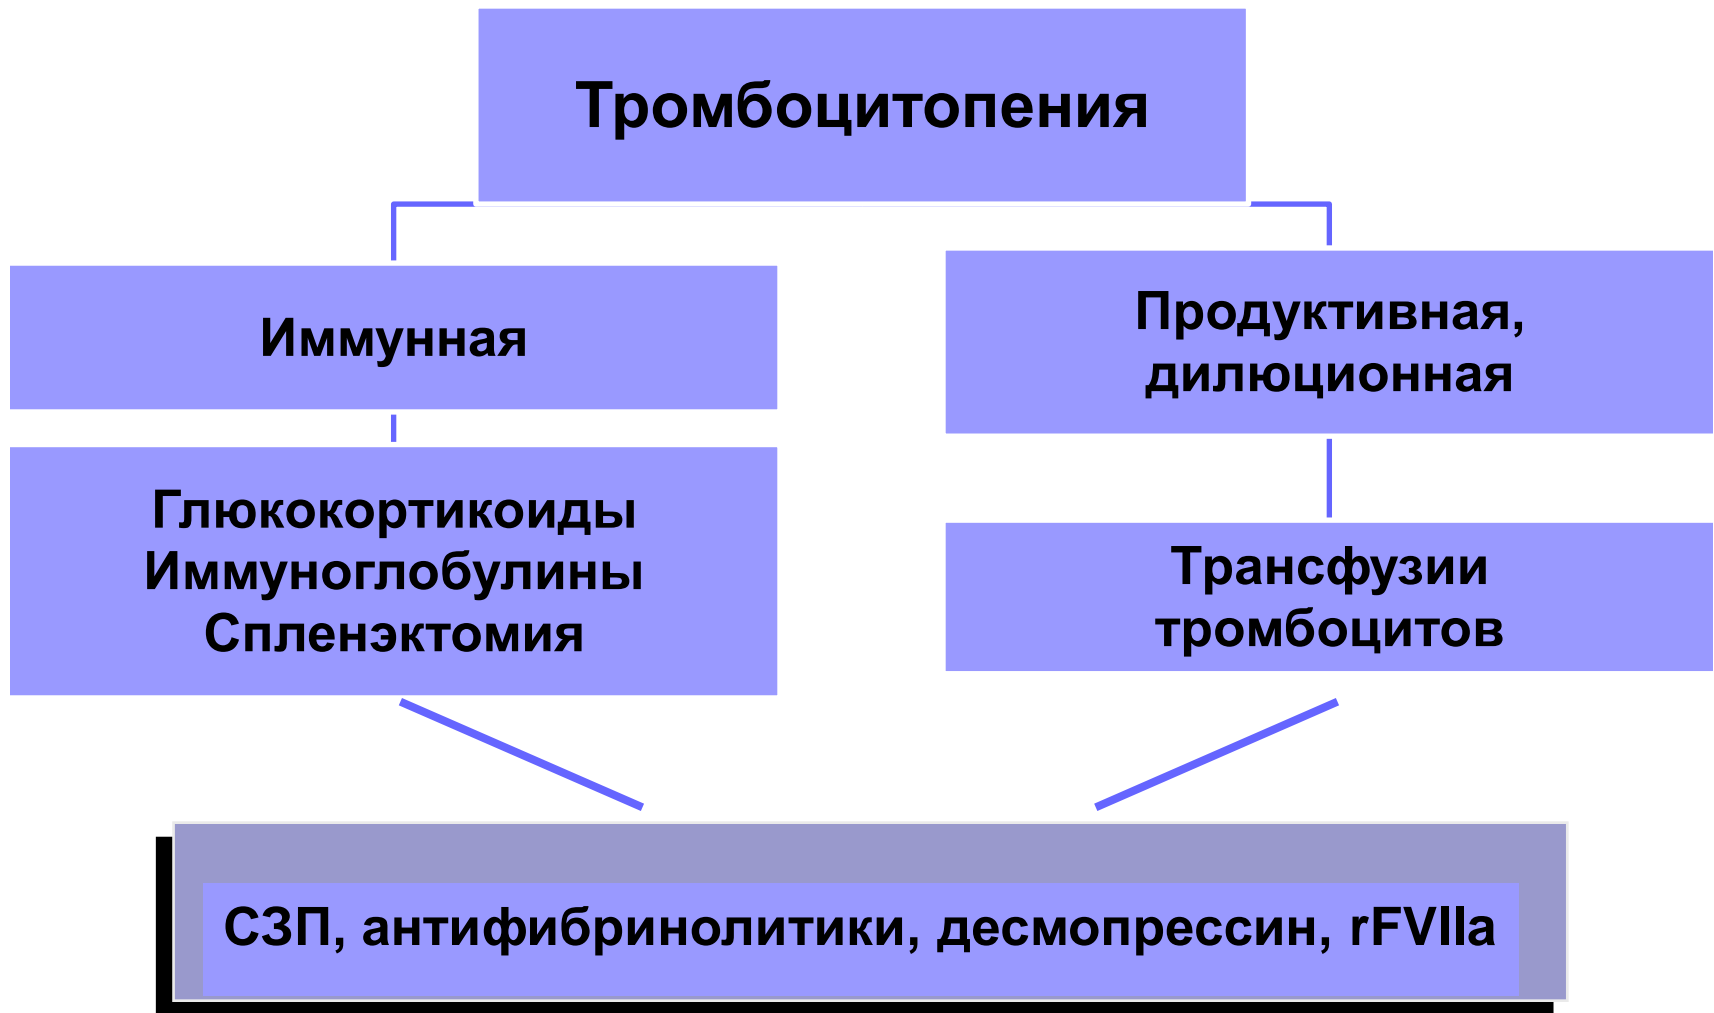 Тромбоцитопения
Иммунная
Продуктивная,
дилюционная
Глюкокортикоиды
Иммуноглобулины
Спленэктомия
Трансфузии
тромбоцитов
СЗП, антифибринолитики, десмопрессин, rFVIIa